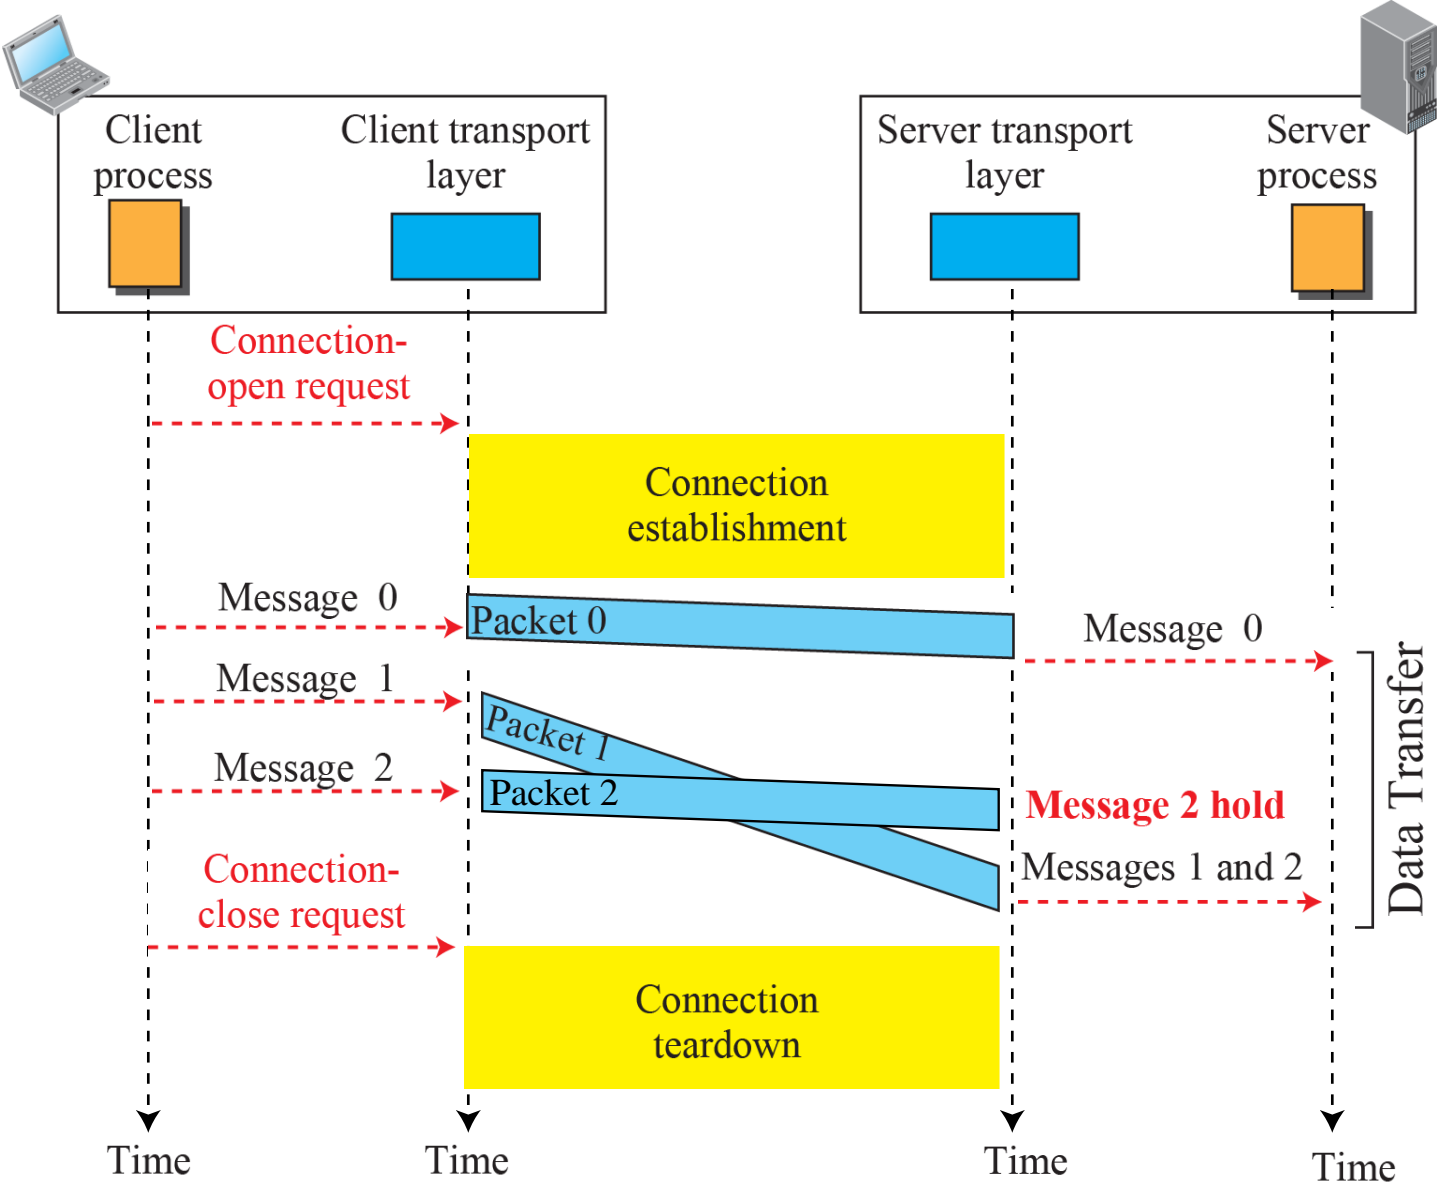 Client
process
Client transport
layer
Server transport
layer
Server
process
Connection-
open request
Connection
establishment
Message 0
Packet 0
Message 0
Message 1
Packet 1
Message 2
Packet 2
Message 2 hold
Messages 1 and 2
Data Transfer
Connection-
close request
Connection
teardown
Time
Time
Time
Time